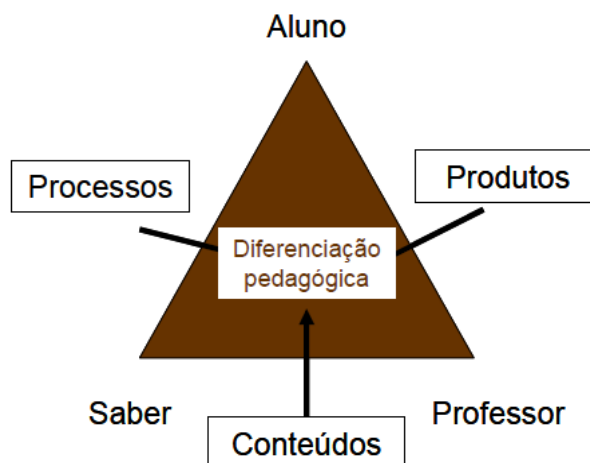 Aluno
Processos
Produtos
Diferenciação
pedagógica
Saber
Professor
Conteúdos